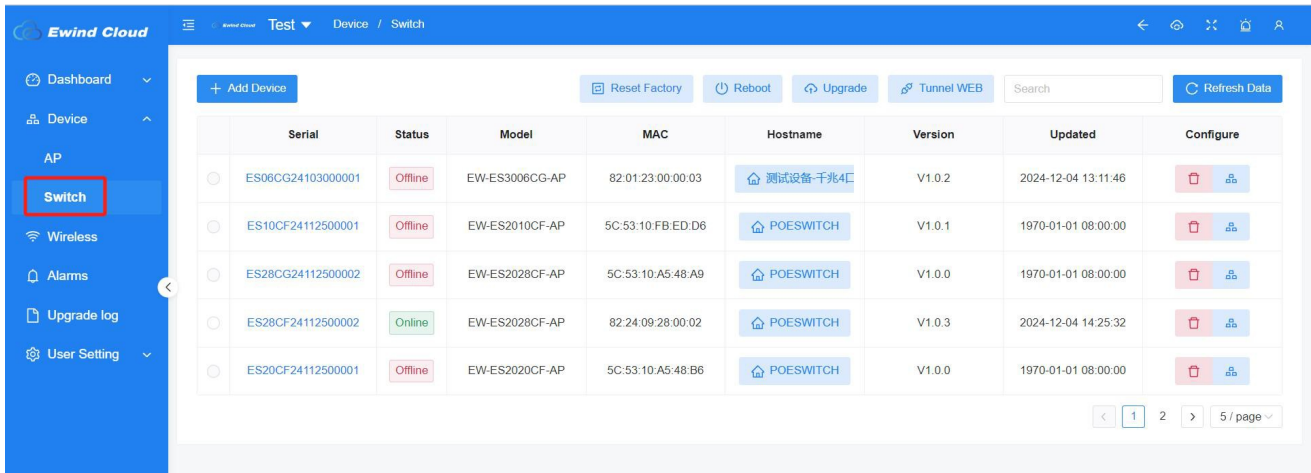 Ewind Cloud
Ewind Cloud Test Device / Switch
Dashboard
Device
AP
Switch
Wireless
Alarms
Upgrade log
User Setting
+ Add Device Reset Factory Reboot Upgrade Tunnel WEB Search Refresh Data
Serial Status Model MAC Hostname Version Updated Configure
ES06CG24103000001 Offline EW-ES3006CG-AP 82:01:23:00:00:03 测试设备-千兆4口 V1.0.2 2024-12-04 13:11:46
ES10CF24112500001 Offline EW-ES2010CF-AP 5C:53:10:FB:ED:D6 POESWITCH V1.0.1 1970-01-01 08:00:00
ES28CG24112500002 Offline EW-ES2028CF-AP 5C:53:10:A5:48:A9 POESWITCH V1.0.0 1970-01-01 08:00:00
ES28CF24112500002 Online EW-ES2028CF-AP 82:24:09:28:00:02 POESWITCH V1.0.3 2024-12-04 14:25:32
ES20CF24112500001 Offline EW-ES2020CF-AP 5C:53:10:A5:48:B6 POESWITCH V1.0.0 1970-01-01 08:00:00
< 1 2 > 5 / page